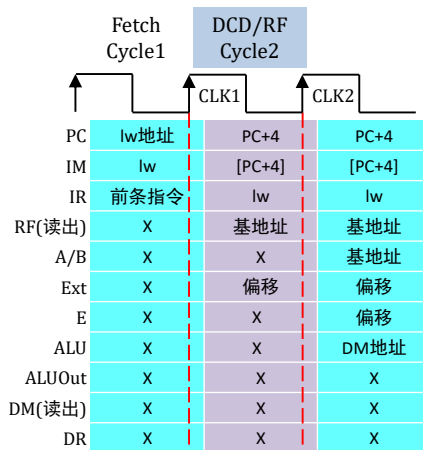 Fetch DCD/RF
Cycle1 Cycle2
CLK1 CLK2
PC lw地址 PC+4 PC+4
IM lw [PC+4] [PC+4]
IR 前条指令 lw lw
RF(读出) X 基地址 基地址
A/B X X 基地址
Ext X 偏移 偏移
E X X 偏移
ALU X X DM地址
ALUOut X X X
DM(读出) X X X
DR X X X